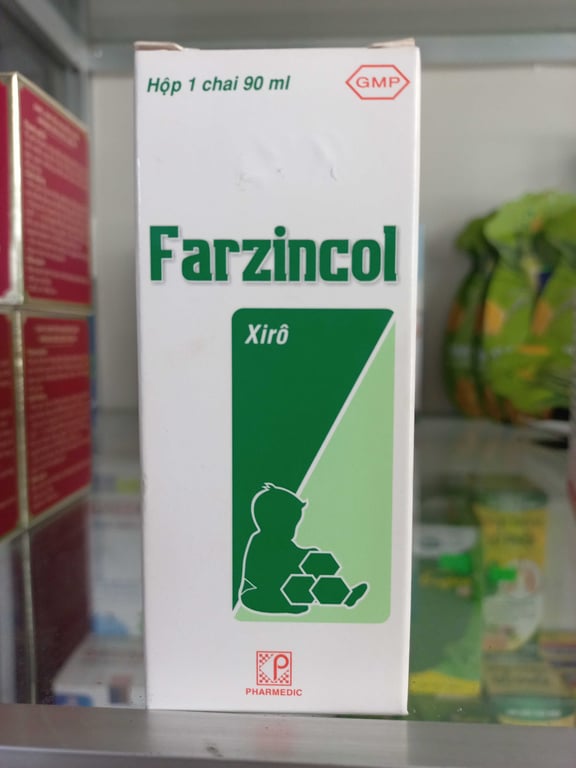 Hộp 1 chai 90 ml
GMP
Farzincol
Xirô
P
PHARMEDIC